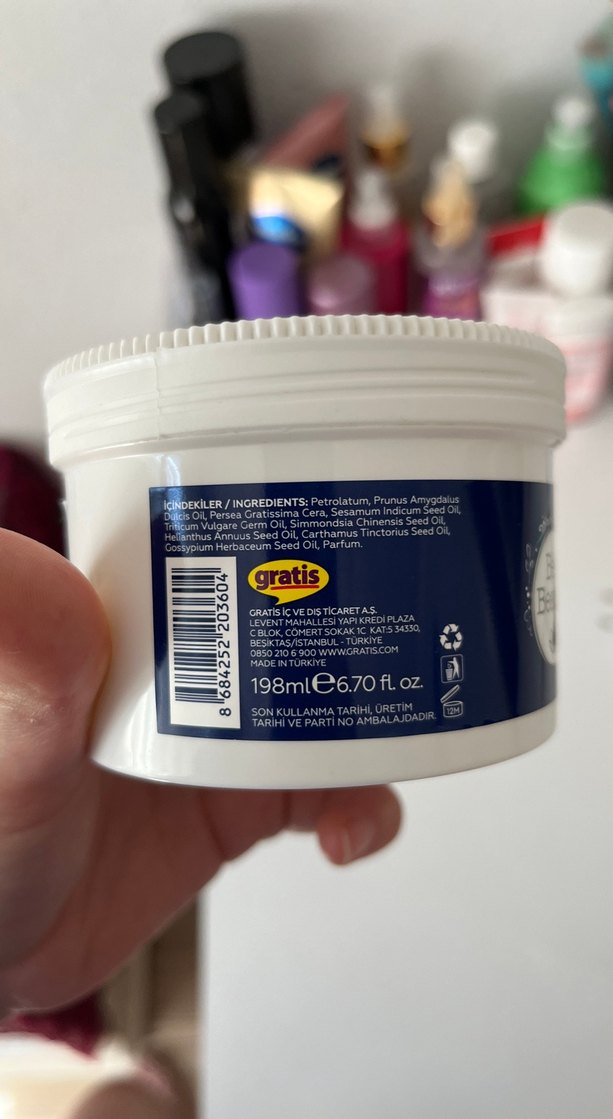 İÇİNDEKİLER / INGREDIENTS: Petrolatum, Prunus Amygdalus
Dulcis Oil, Persea Gratissima Cera, Sesamum Indicum Seed Oil,
Triticum Vulgare Germ Oil, Simmondsia Chinensis Seed Oil,
Helianthus Annuus Seed Oil, Carthamus Tinctorius Seed Oil,
Gossypium Herbaceum Seed Oil, Parfum.
gratis
GRATİS İÇ VE DIŞ TİCARET A.Ş.
LEVENT MAHALLESİ YAPI KREDİ PLAZA
C BLOK, CÖMERT SOKAK 1C KAT:5 34330,
BEŞİKTAŞ/İSTANBUL - TÜRKİYE
0850 210 6 900 WWW.GRATIS.COM
MADE IN TÜRKİYE
198ml℮6.70 fl. oz.
SON KULLANMA TARİHİ, ÜRETİM
TARİHİ VE PARTİ NO AMBALAJDADIR.
12M
8 684252 203604